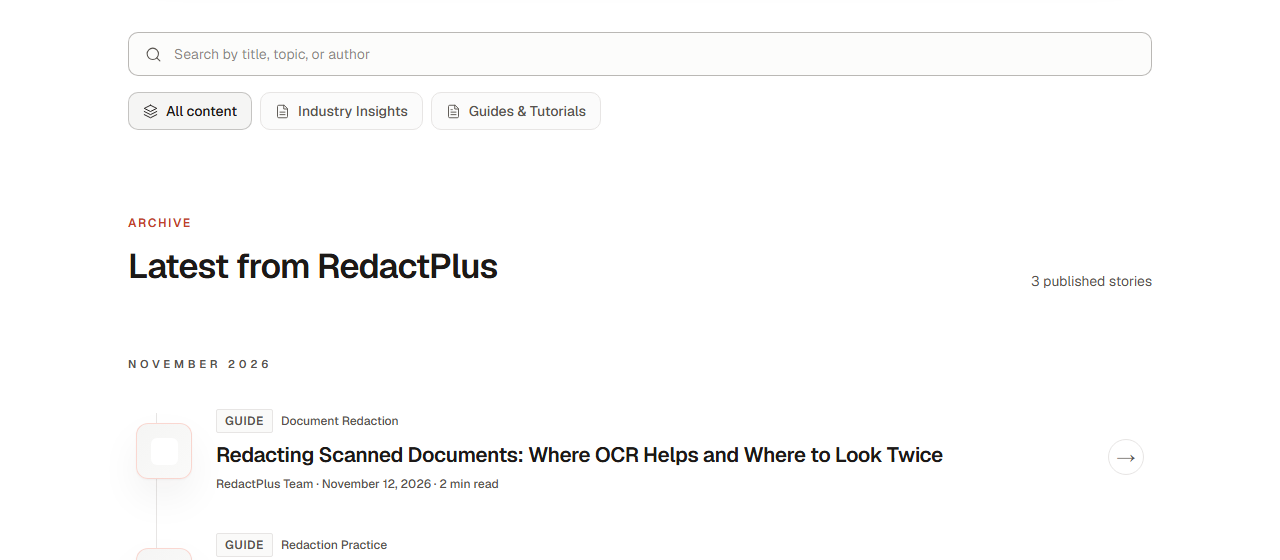 Search by title, topic, or author
All content
Industry Insights
Guides & Tutorials
ARCHIVE
Latest from RedactPlus
3 published stories
NOVEMBER 2026
GUIDE Document Redaction
Redacting Scanned Documents: Where OCR Helps and Where to Look Twice
RedactPlus Team · November 12, 2026 · 2 min read
GUIDE Redaction Practice